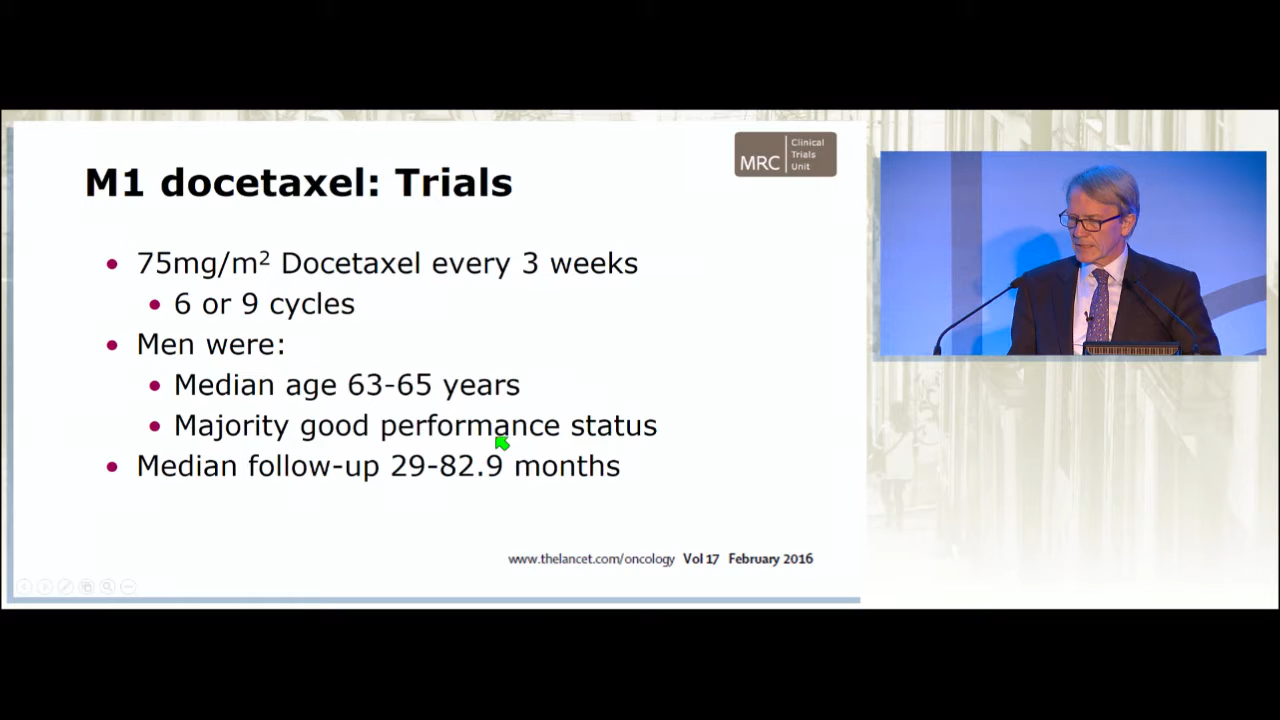 MRC
Clinical
Trials
Unit
M1 docetaxel: Trials
75mg/m² Docetaxel every 3 weeks
6 or 9 cycles
Men were:
Median age 63-65 years
Majority good performance status
Median follow-up 29-82.9 months
www.thelancet.com/oncology Vol 17 February 2016